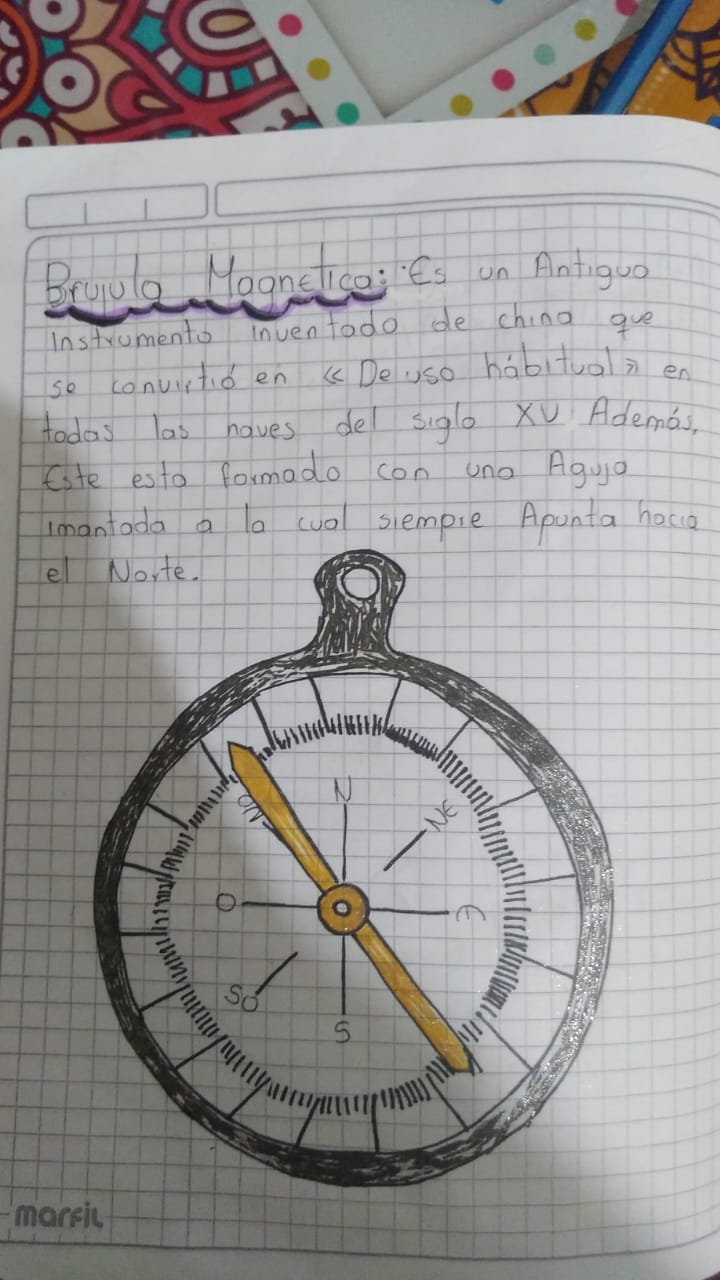 Brujula Magnética: Es un Antiguo
Instrumento inventado de china que
se convirtió en « De uso hábitual » en
todas las naves del siglo XV. Además,
Este esta formado con una Aguja
imantada a la cual siempre Apunta hacia
el Norte.
N
NO
NE
O
E
SO
S
marfil